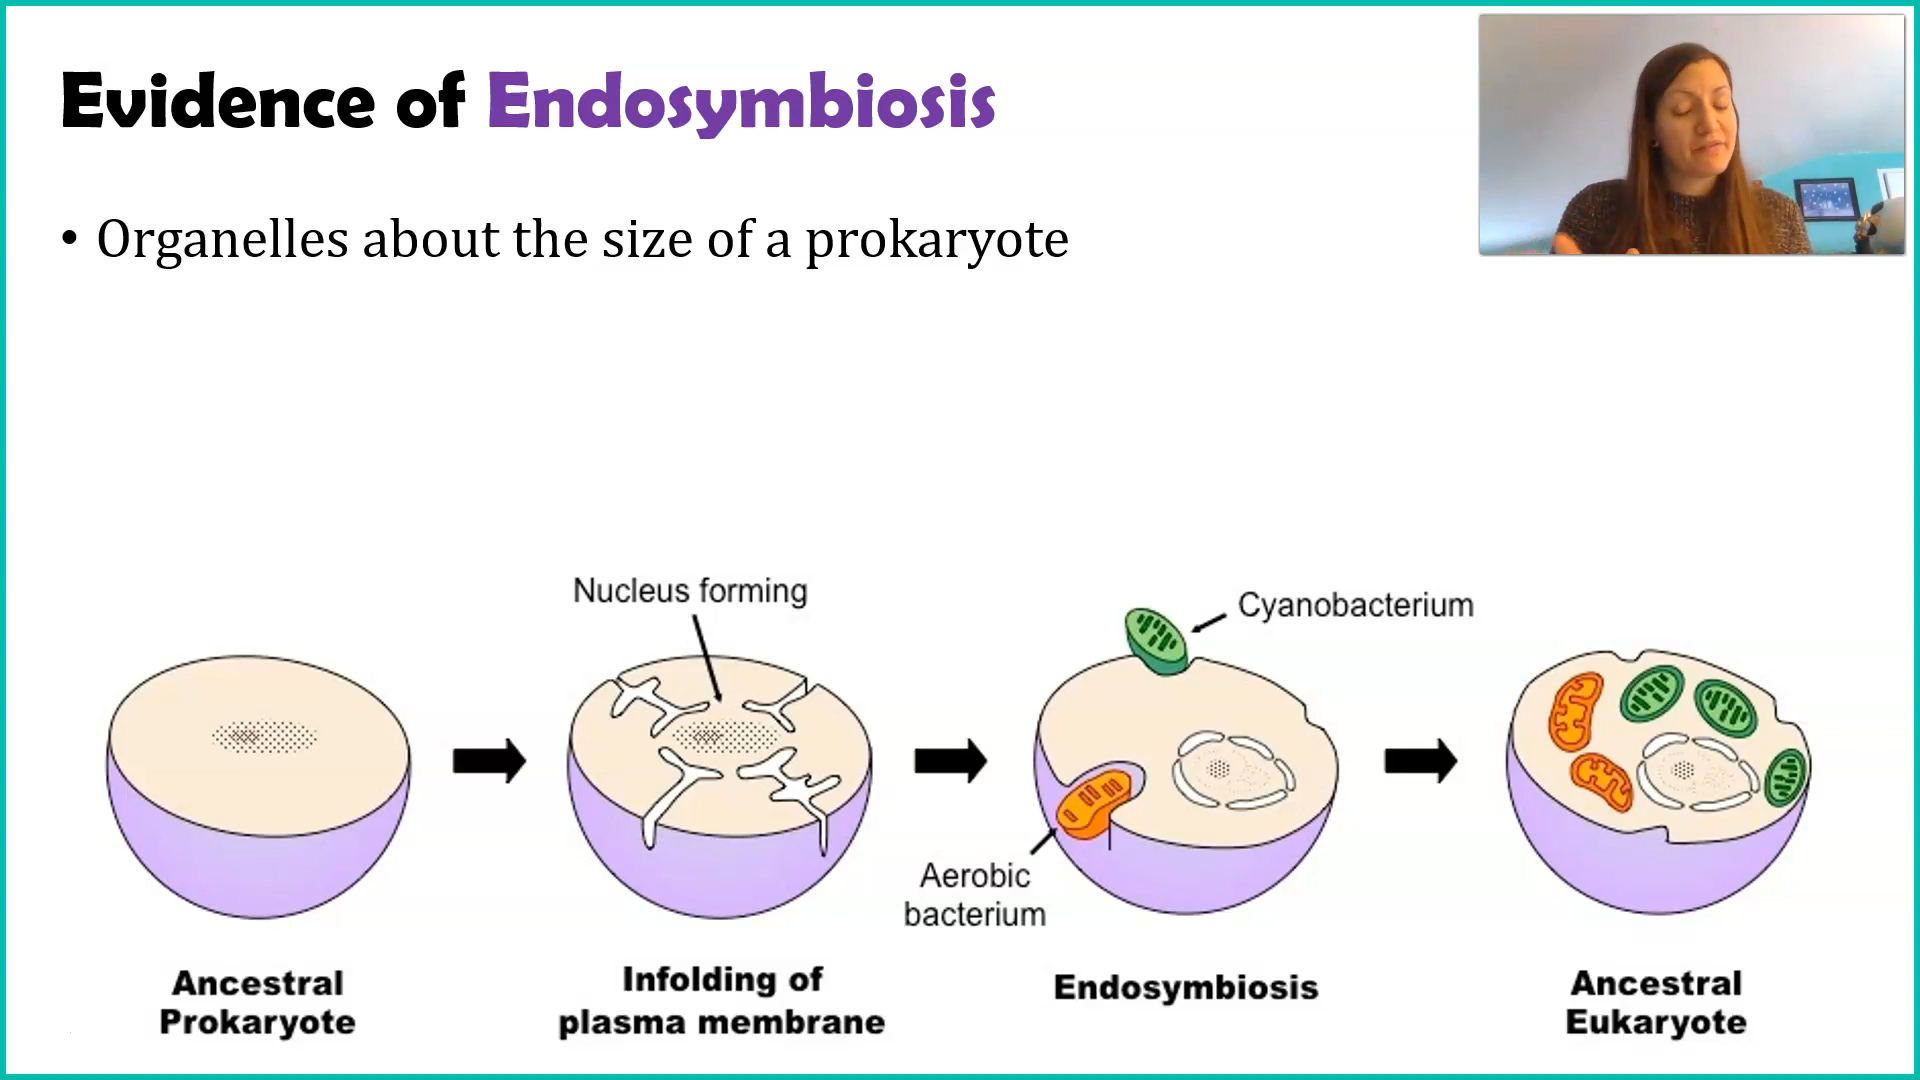 Evidence of Endosymbiosis
• Organelles about the size of a prokaryote
Nucleus forming
Cyanobacterium
Aerobic
bacterium
Ancestral
Prokaryote
Infolding of
plasma membrane
Endosymbiosis
Ancestral
Eukaryote